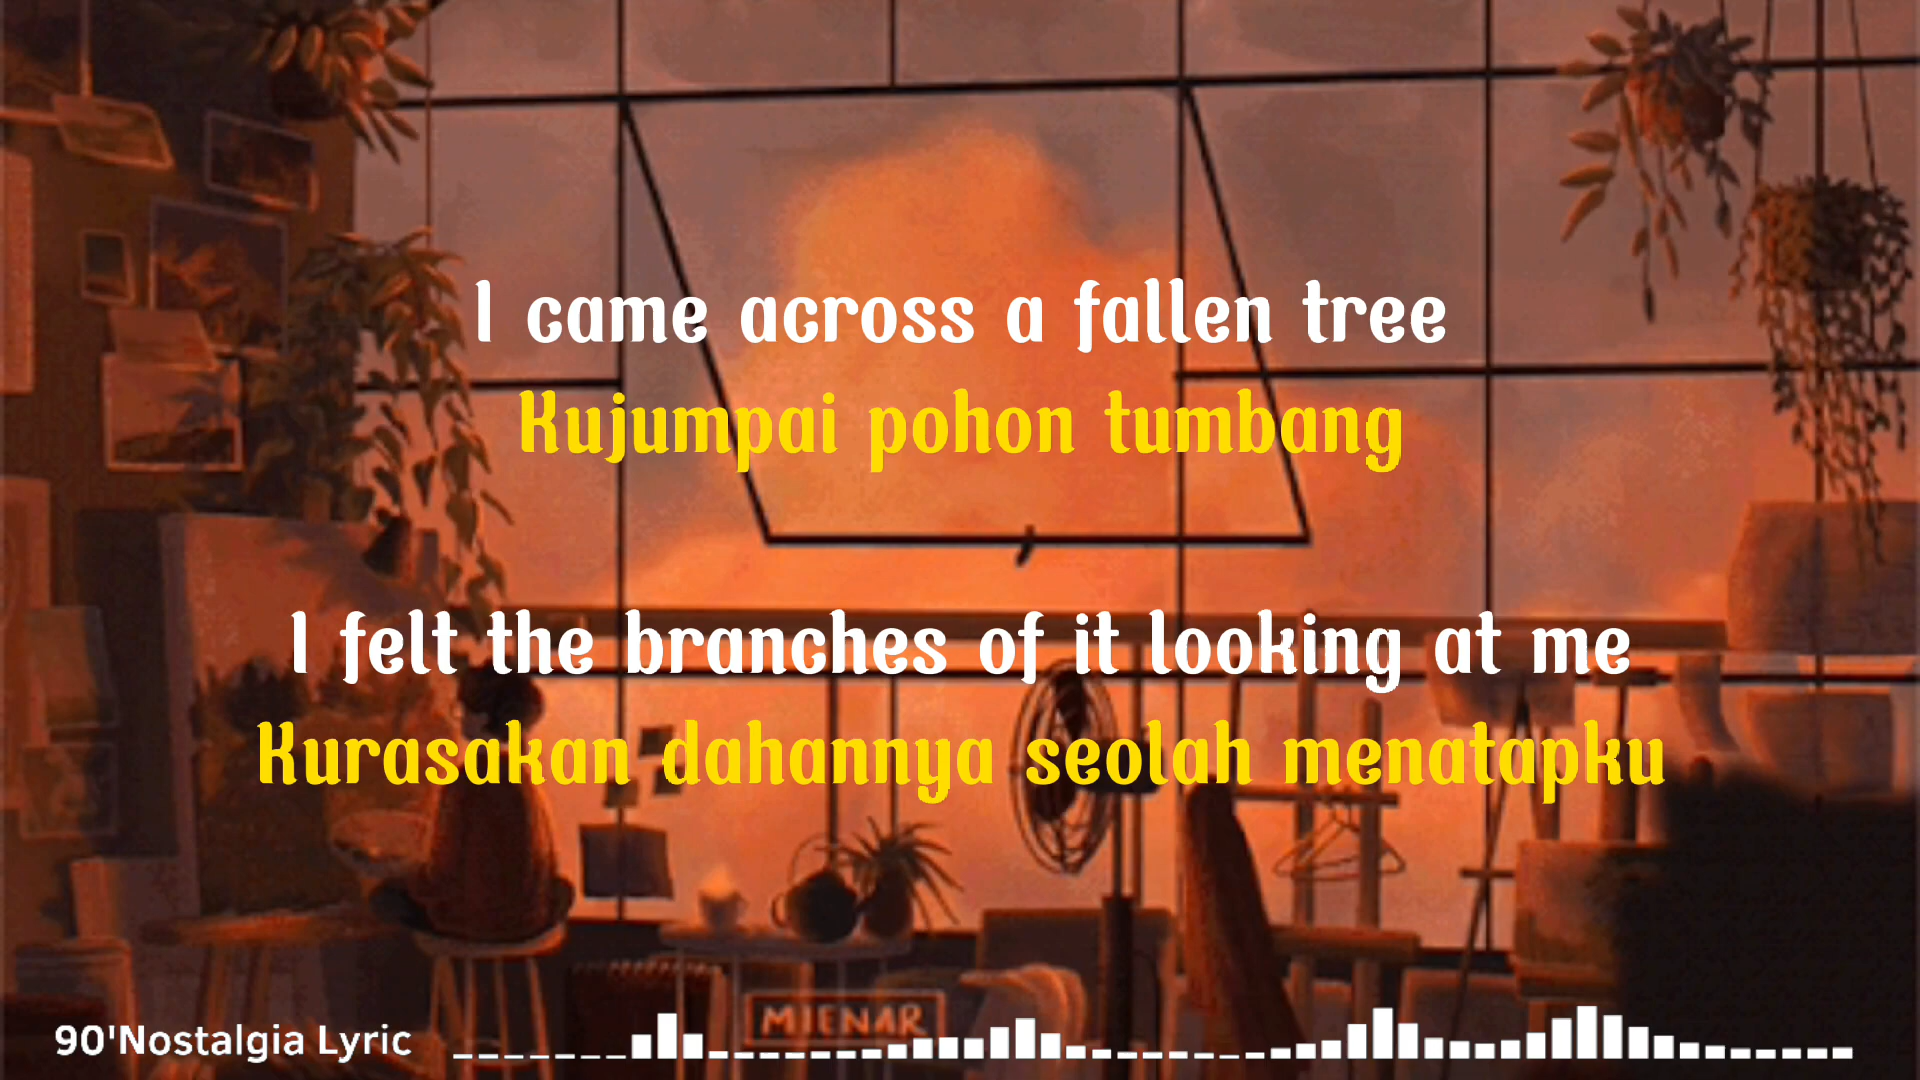 I came across a fallen tree
Kujumpai pohon tumbang
I felt the branches of it looking at me
Kurasakan dahannya seolah menatapku
MIENAR
90'Nostalgia Lyric